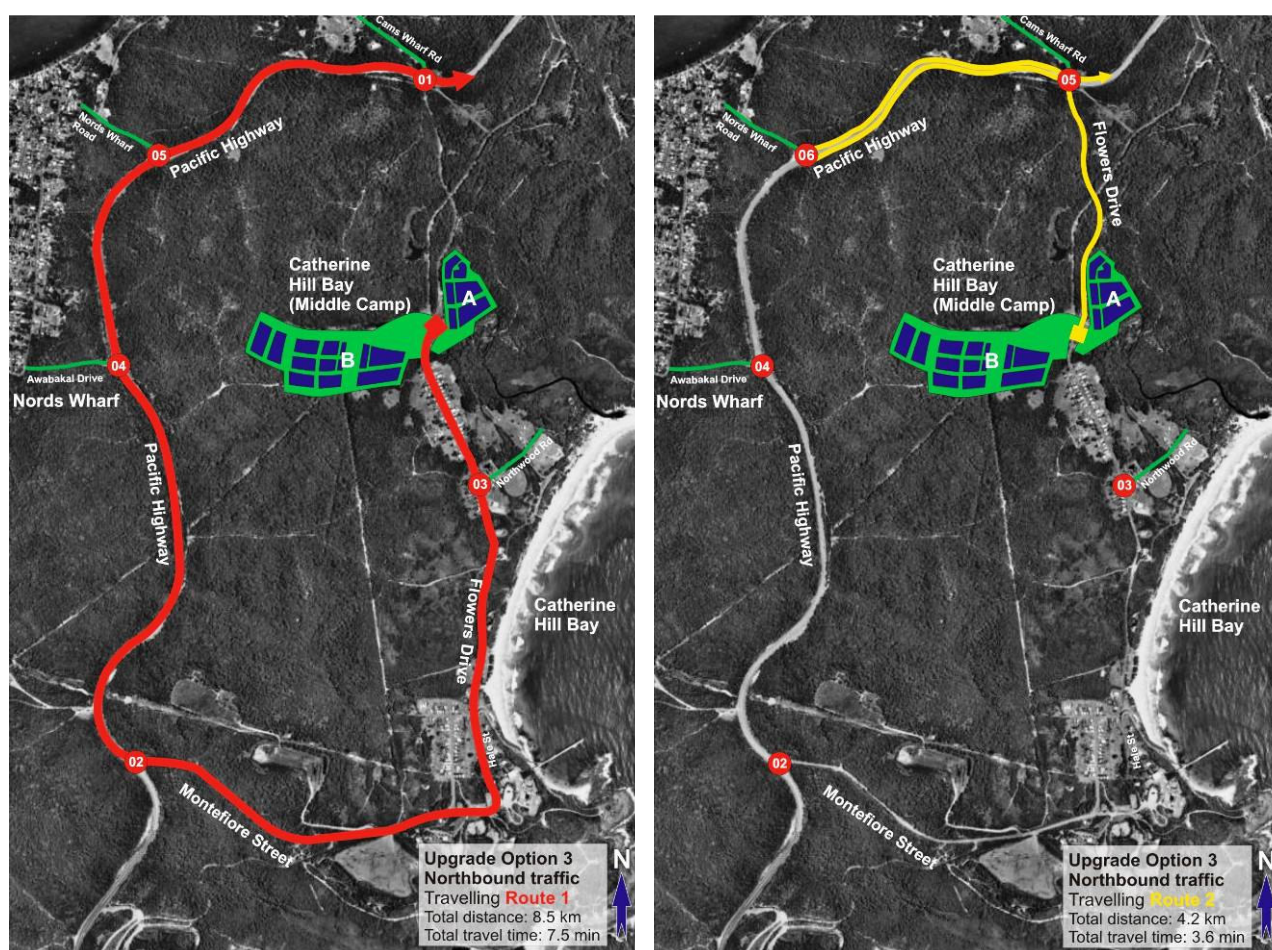 Cams Wharf Rd
01
Nords Wharf
Road
05
Pacific Highway
Catherine
Hill Bay
(Middle Camp)
A
B
04
Awabakal Drive
Nords Wharf
Pacific Highway
03
Northwood Rd
Flowers Drive
Catherine
Hill Bay
Hale St
02
Montefiore Street
Upgrade Option 3
Northbound traffic
Travelling Route 1
Total distance: 8.5 km
Total travel time: 7.5 min
N
Cams Wharf Rd
05
Nords Wharf
Road
06
Pacific Highway
Flowers Drive
Catherine
Hill Bay
(Middle Camp)
A
B
04
Awabakal Drive
Nords Wharf
Pacific Highway
03
Northwood Rd
Catherine
Hill Bay
Hale St
02
Montefiore Street
Upgrade Option 3
Northbound traffic
Travelling Route 2
Total distance: 4.2 km
Total travel time: 3.6 min
N